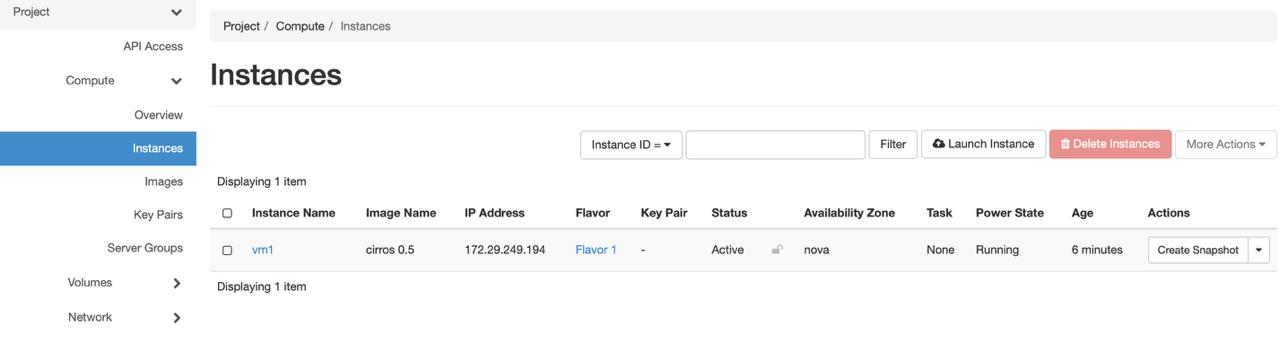 Project
API Access
Compute
Overview
Instances
Images
Key Pairs
Server Groups
Volumes
Network
Project / Compute / Instances
Instances
Instance ID = Filter Launch Instance Delete Instances More Actions
Displaying 1 item
Instance Name Image Name IP Address Flavor Key Pair Status Availability Zone Task Power State Age Actions
vm1 cirros 0.5 172.29.249.194 Flavor 1 - Active nova None Running 6 minutes Create Snapshot
Displaying 1 item